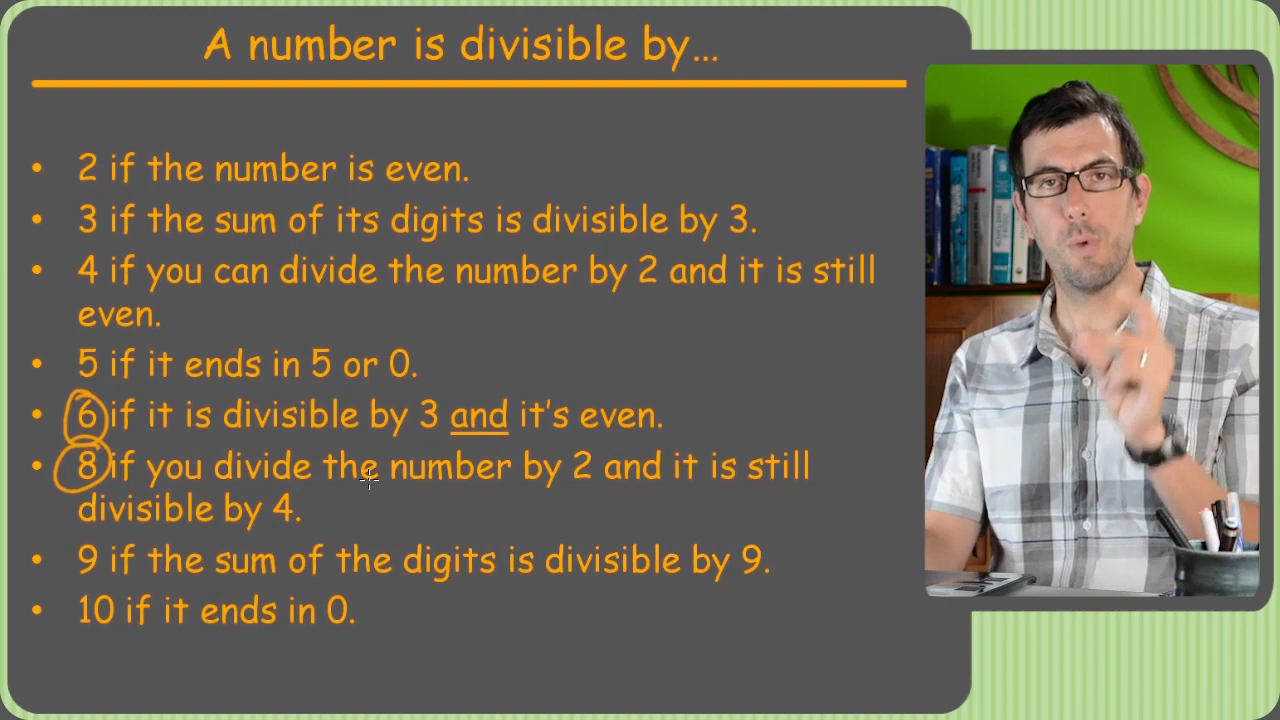 A number is divisible by…
• 2 if the number is even.
• 3 if the sum of its digits is divisible by 3.
• 4 if you can divide the number by 2 and it is still
even.
• 5 if it ends in 5 or 0.
• 6 if it is divisible by 3 and it's even.
• 8 if you divide the number by 2 and it is still
divisible by 4.
• 9 if the sum of the digits is divisible by 9.
• 10 if it ends in 0.